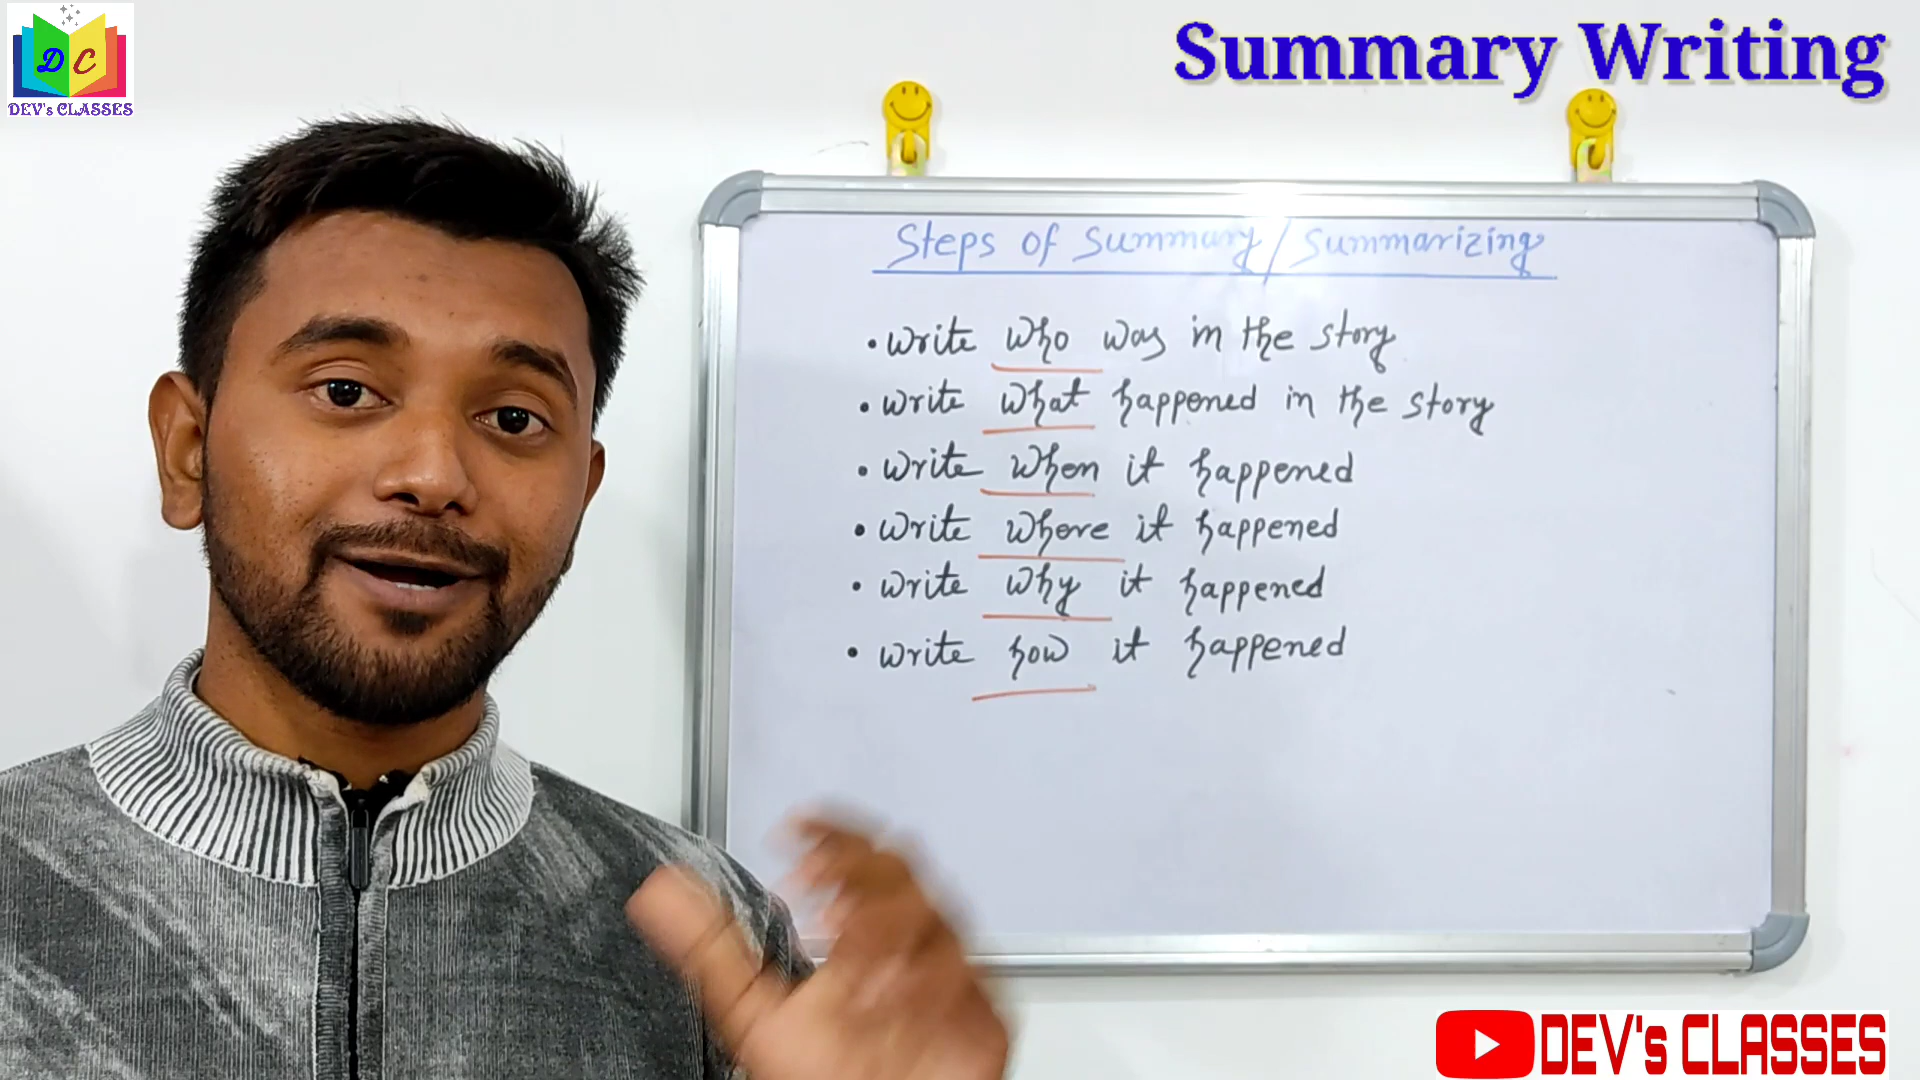 D C
DEV's CLASSES
Summary Writing
Steps of Summary/Summarizing
• Write who was in the story
• Write what happened in the story
• Write when it happened
• Write where it happened
• Write why it happened
• Write how it happened
DEV's CLASSES